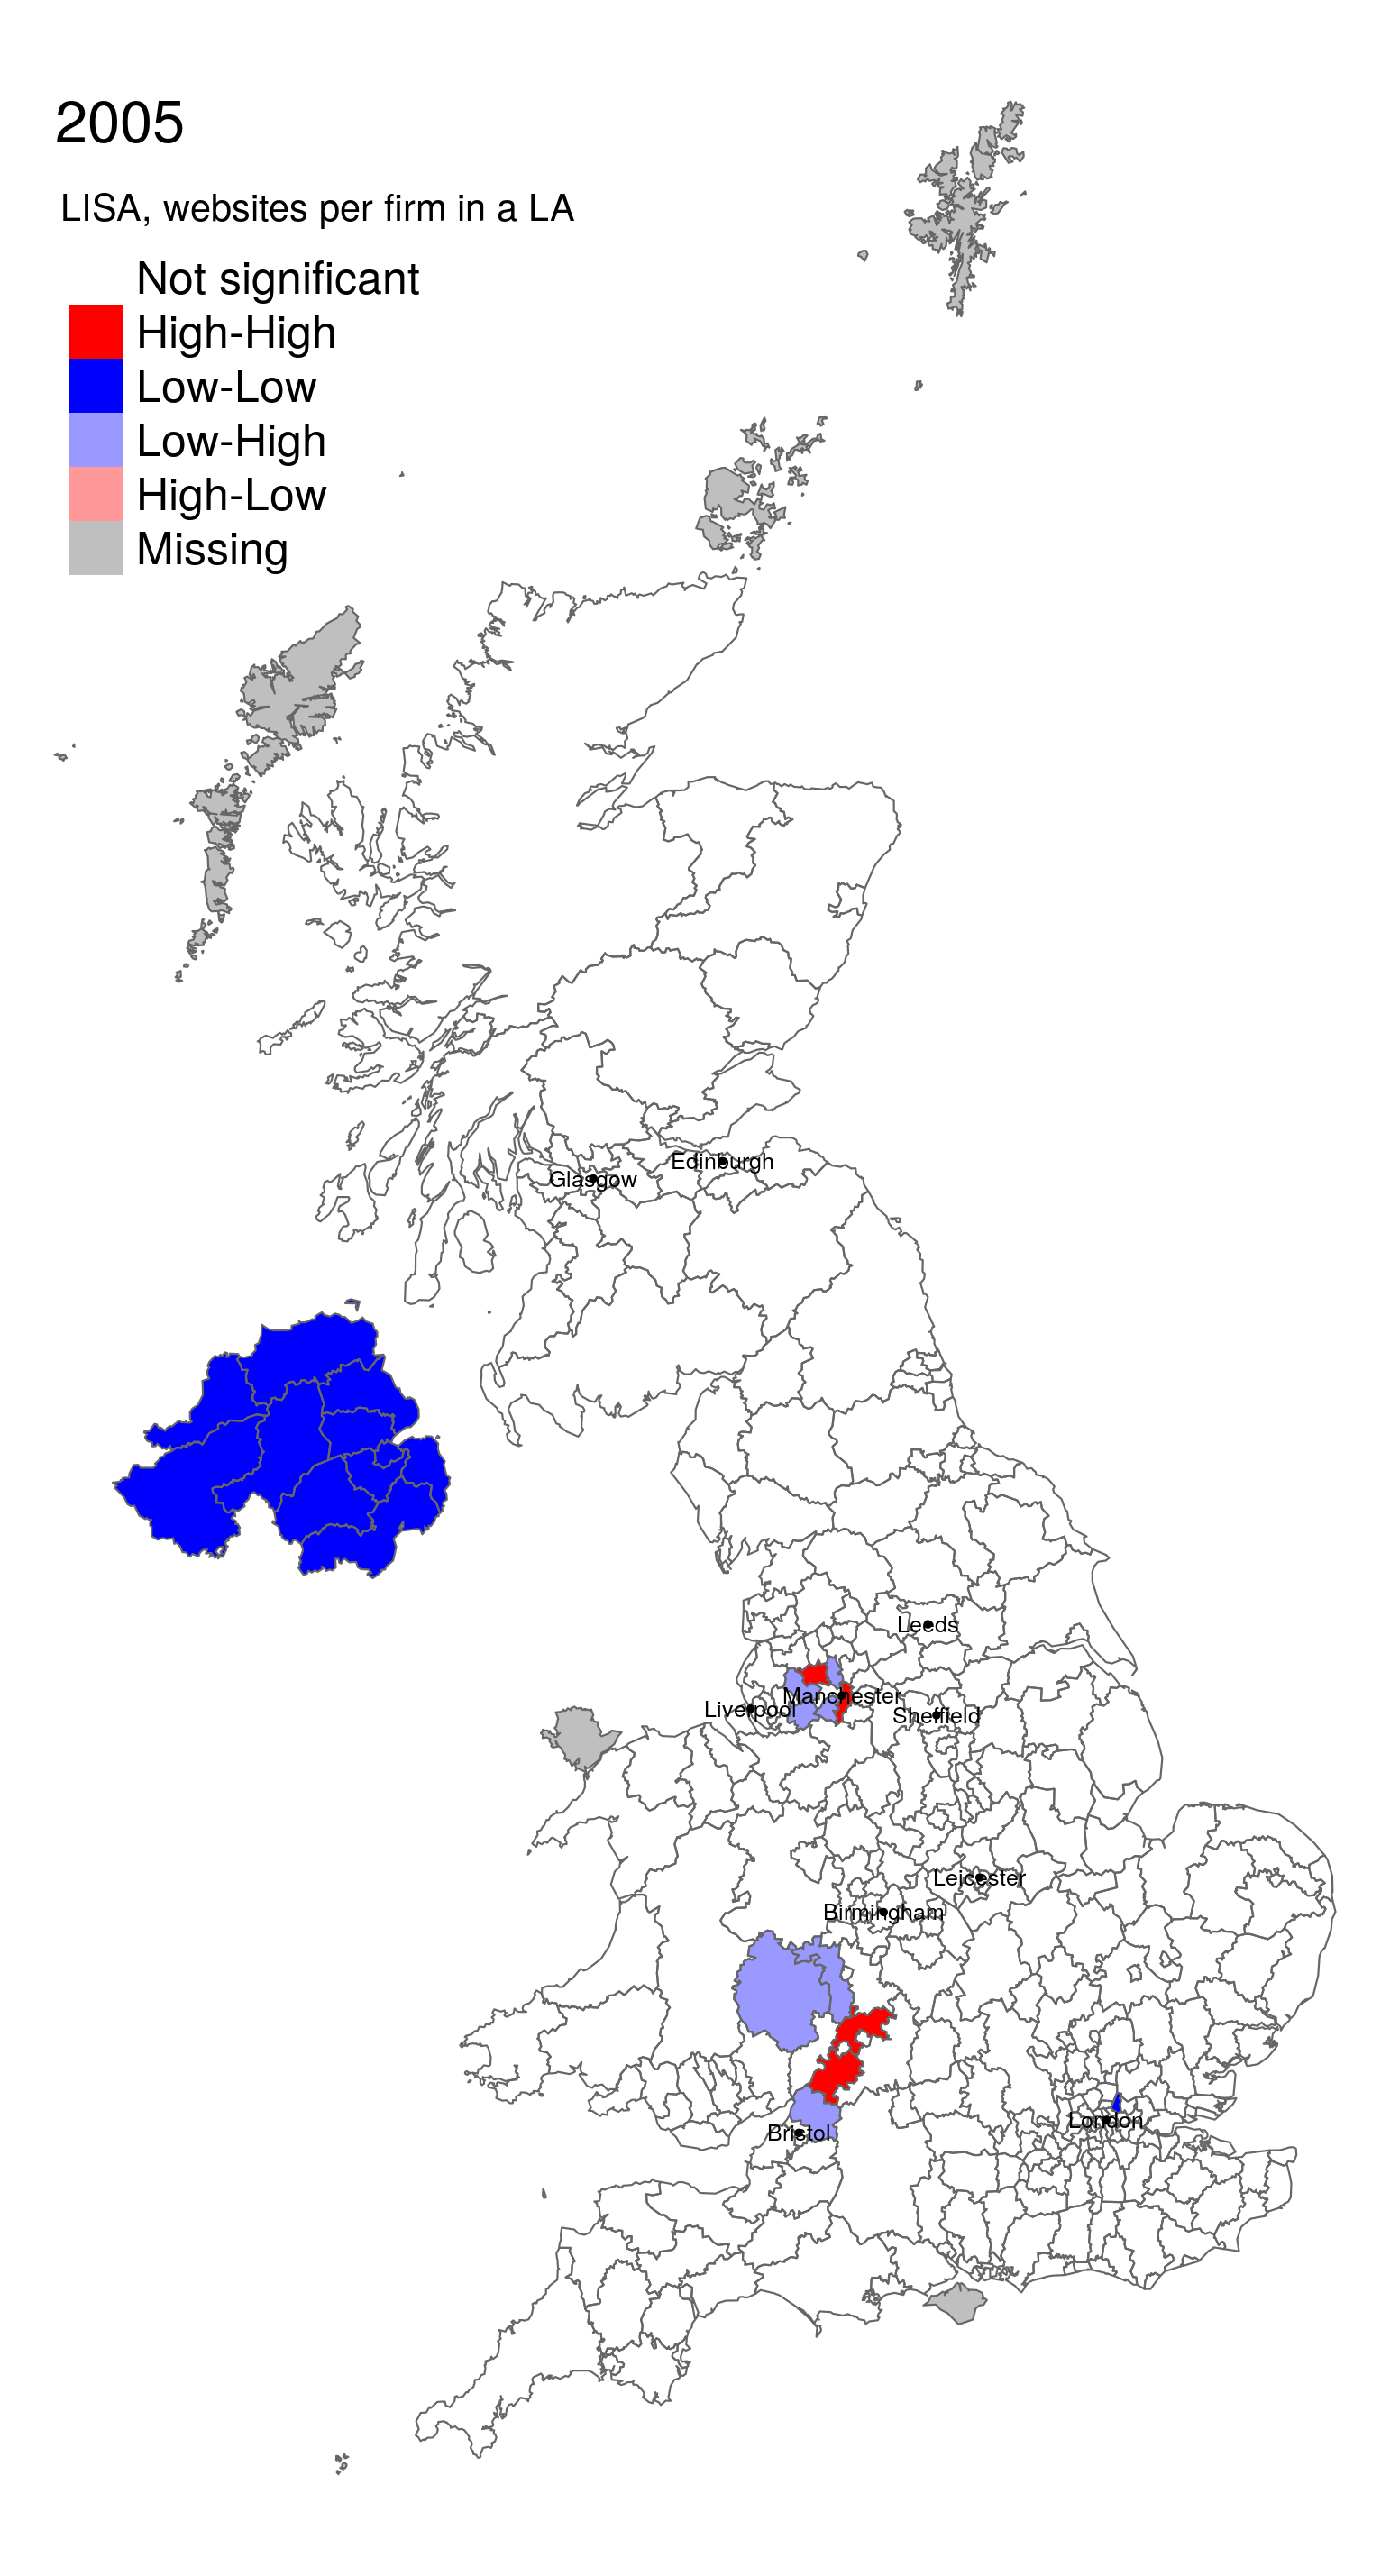 2005
LISA, websites per firm in a LA
Not significant
High-High
Low-Low
Low-High
High-Low
Missing
Edinburgh
Glasgow
Leeds
Manchester
Liverpool
Sheffield
Leicester
Birmingham
London
Bristol